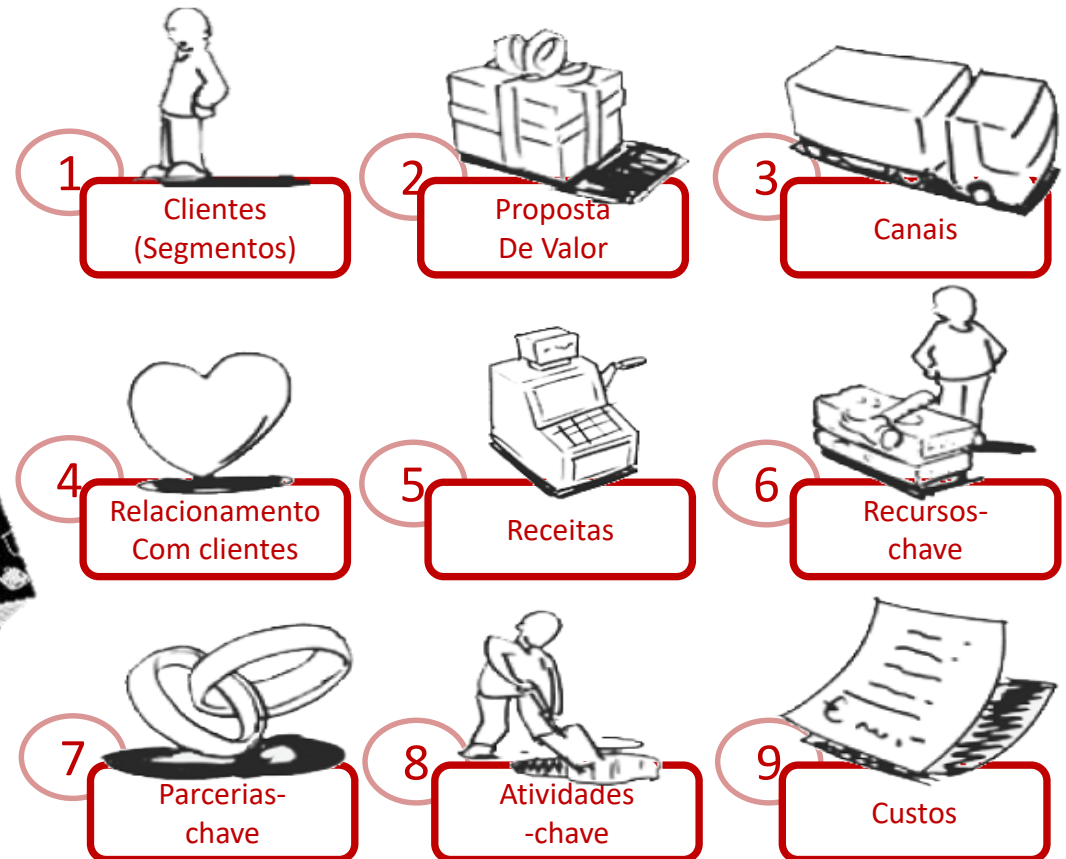 1
Clientes
(Segmentos)
2
Proposta
De Valor
3
Canais
4
Relacionamento
Com clientes
5
Receitas
6
Recursos-
chave
7
Parcerias-
chave
8
Atividades
-chave
9
Custos